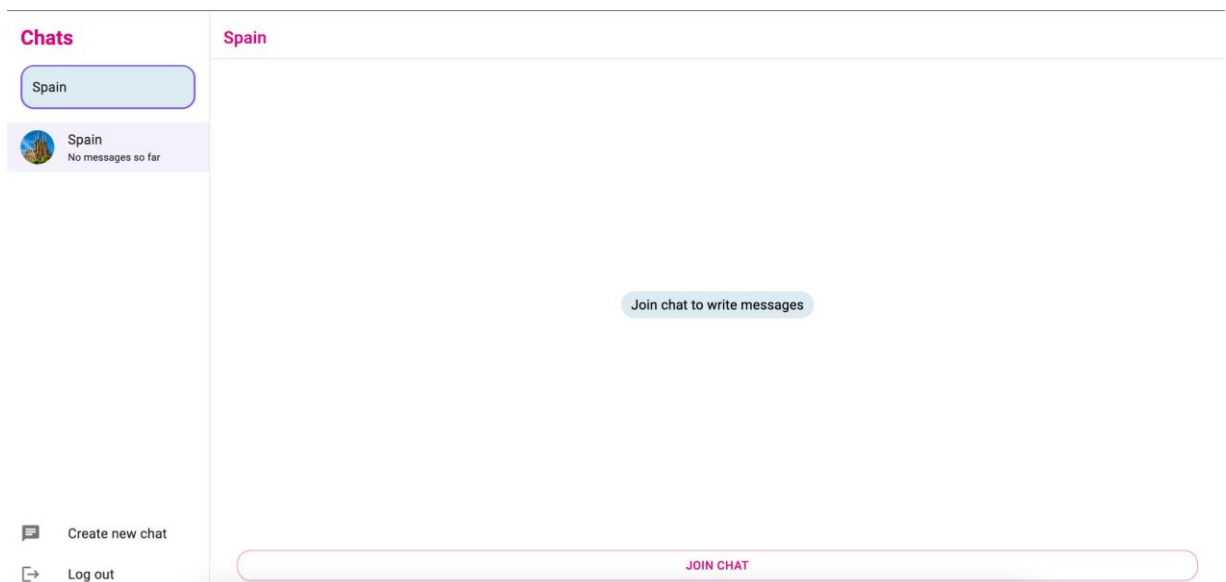 Chats
Spain
Spain
No messages so far
Create new chat
Log out
Spain
Join chat to write messages
JOIN CHAT